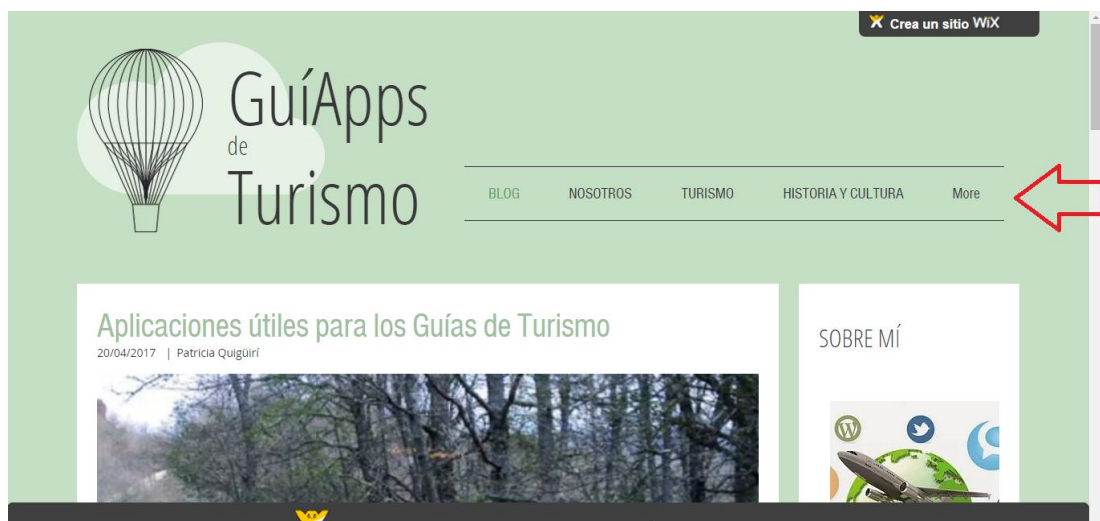 Crea un sitio WiX
GuíApps
de
Turismo
BLOG NOSOTROS TURISMO HISTORIA Y CULTURA More
Aplicaciones útiles para los Guías de Turismo
20/04/2017 | Patricia Quigüirí
SOBRE MÍ